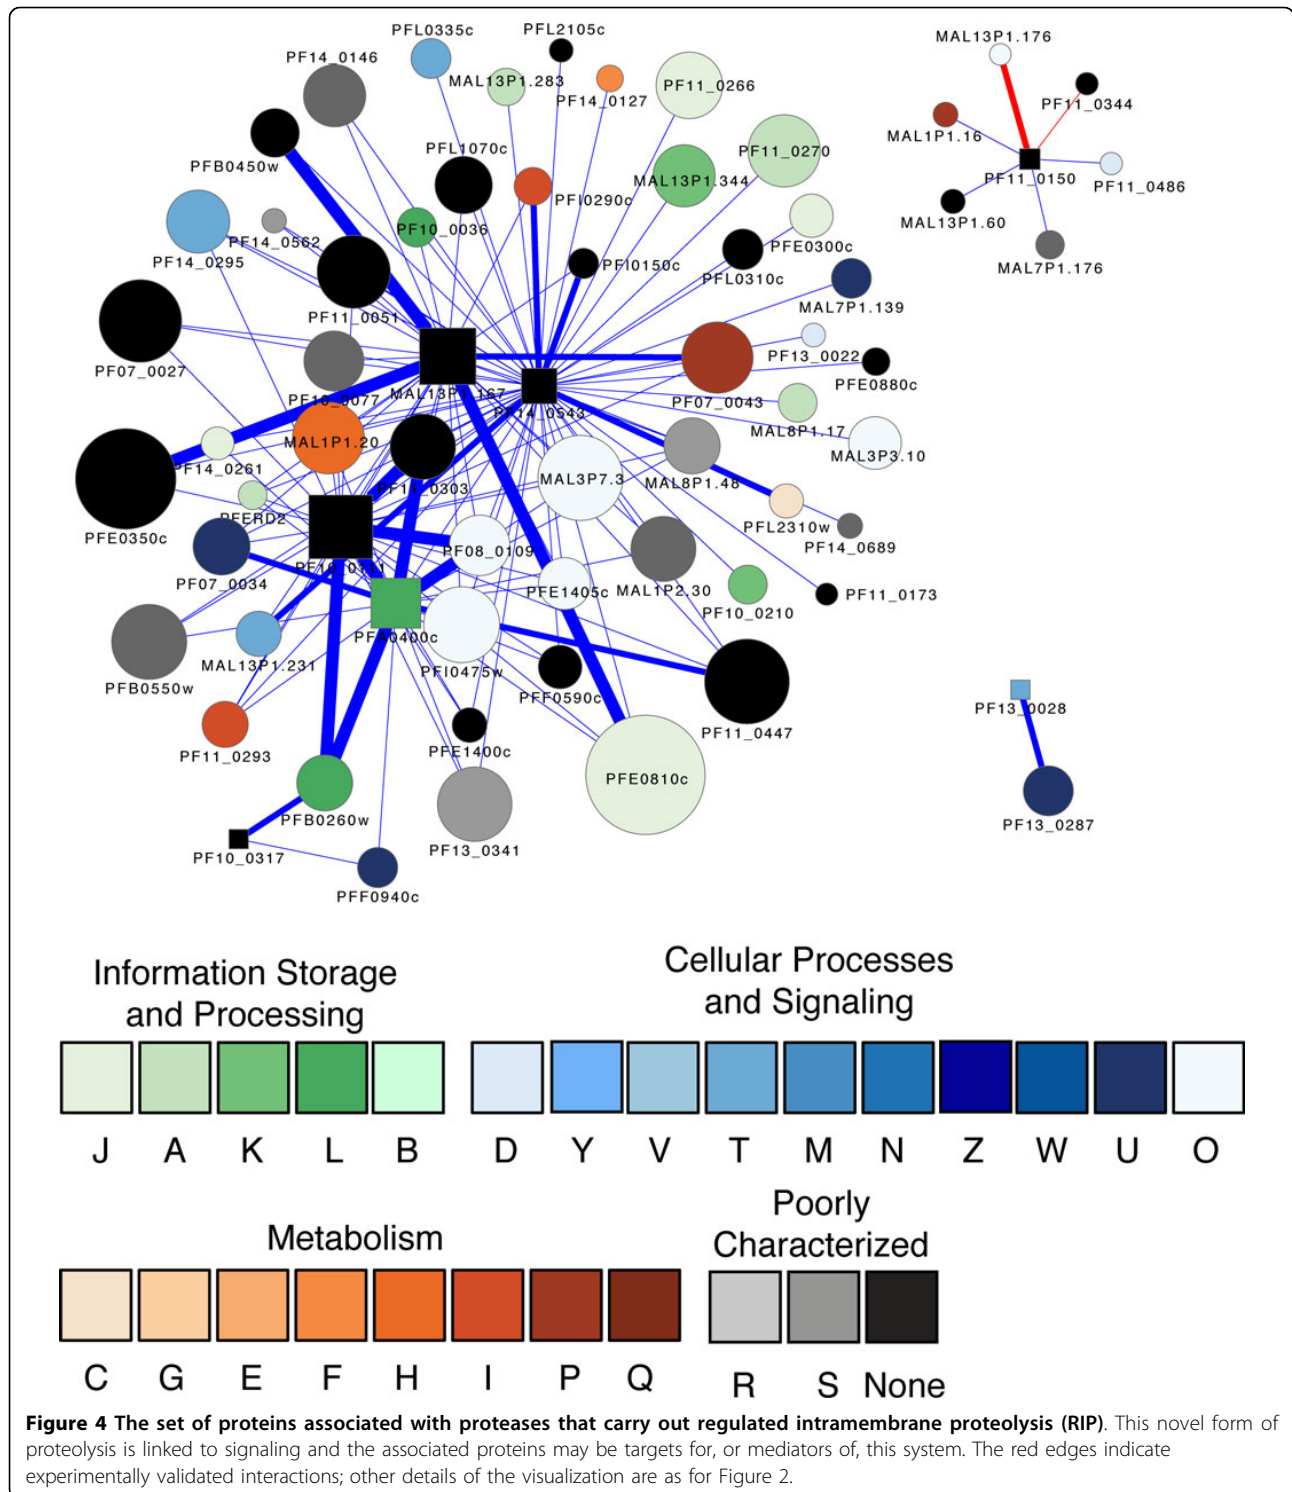 PFL0335c
PFL2105c
MAL13P1.176
PF14_0146
MAL13P1.283
PF14_0127
PF11_0266
PF11_0344
PFB0450w
PFL1070c
PF11_0270
MAL1P1.16
MAL13P1.344
PF11_0150
PF11_0486
PFI0290c
PF14_0562
PF10_0036
PF14_0295
PFE0300c
MAL13P1.60
PFI0150c
PFL0310c
MAL7P1.176
PF11_0051
MAL7P1.139
PF07_0027
PF13_0022
PF10_0077
MAL13P1.167
PF14_0543
PF07_0043
PFE0880c
MAL8P1.17
MAL1P1.20
MAL3P3.10
PF14_0261
PF11_0303
MAL3P7.3
MAL8P1.48
PFERD2
PFL2310w
PFE0350c
PF14_0689
PF10_0111
PF08_0109
PF07_0034
PFE1405c
MAL1P2.30
PF10_0210
PF11_0173
PFA0400c
MAL13P1.231
PFI0475w
PFB0550w
PFF0590c
PF13_0028
PF11_0447
PF11_0293
PFE1400c
PFE0810c
PFB0260w
PF13_0287
PF10_0317
PF13_0341
PFF0940c
Information Storage
and Processing
Cellular Processes
and Signaling
J A K L B
D Y V T M N Z W U O
Metabolism
Poorly
Characterized
C G E F H I P Q
R S None
Figure 4 The set of proteins associated with proteases that carry out regulated intramembrane proteolysis (RIP). This novel form of
proteolysis is linked to signaling and the associated proteins may be targets for, or mediators of, this system. The red edges indicate
experimentally validated interactions; other details of the visualization are as for Figure 2.